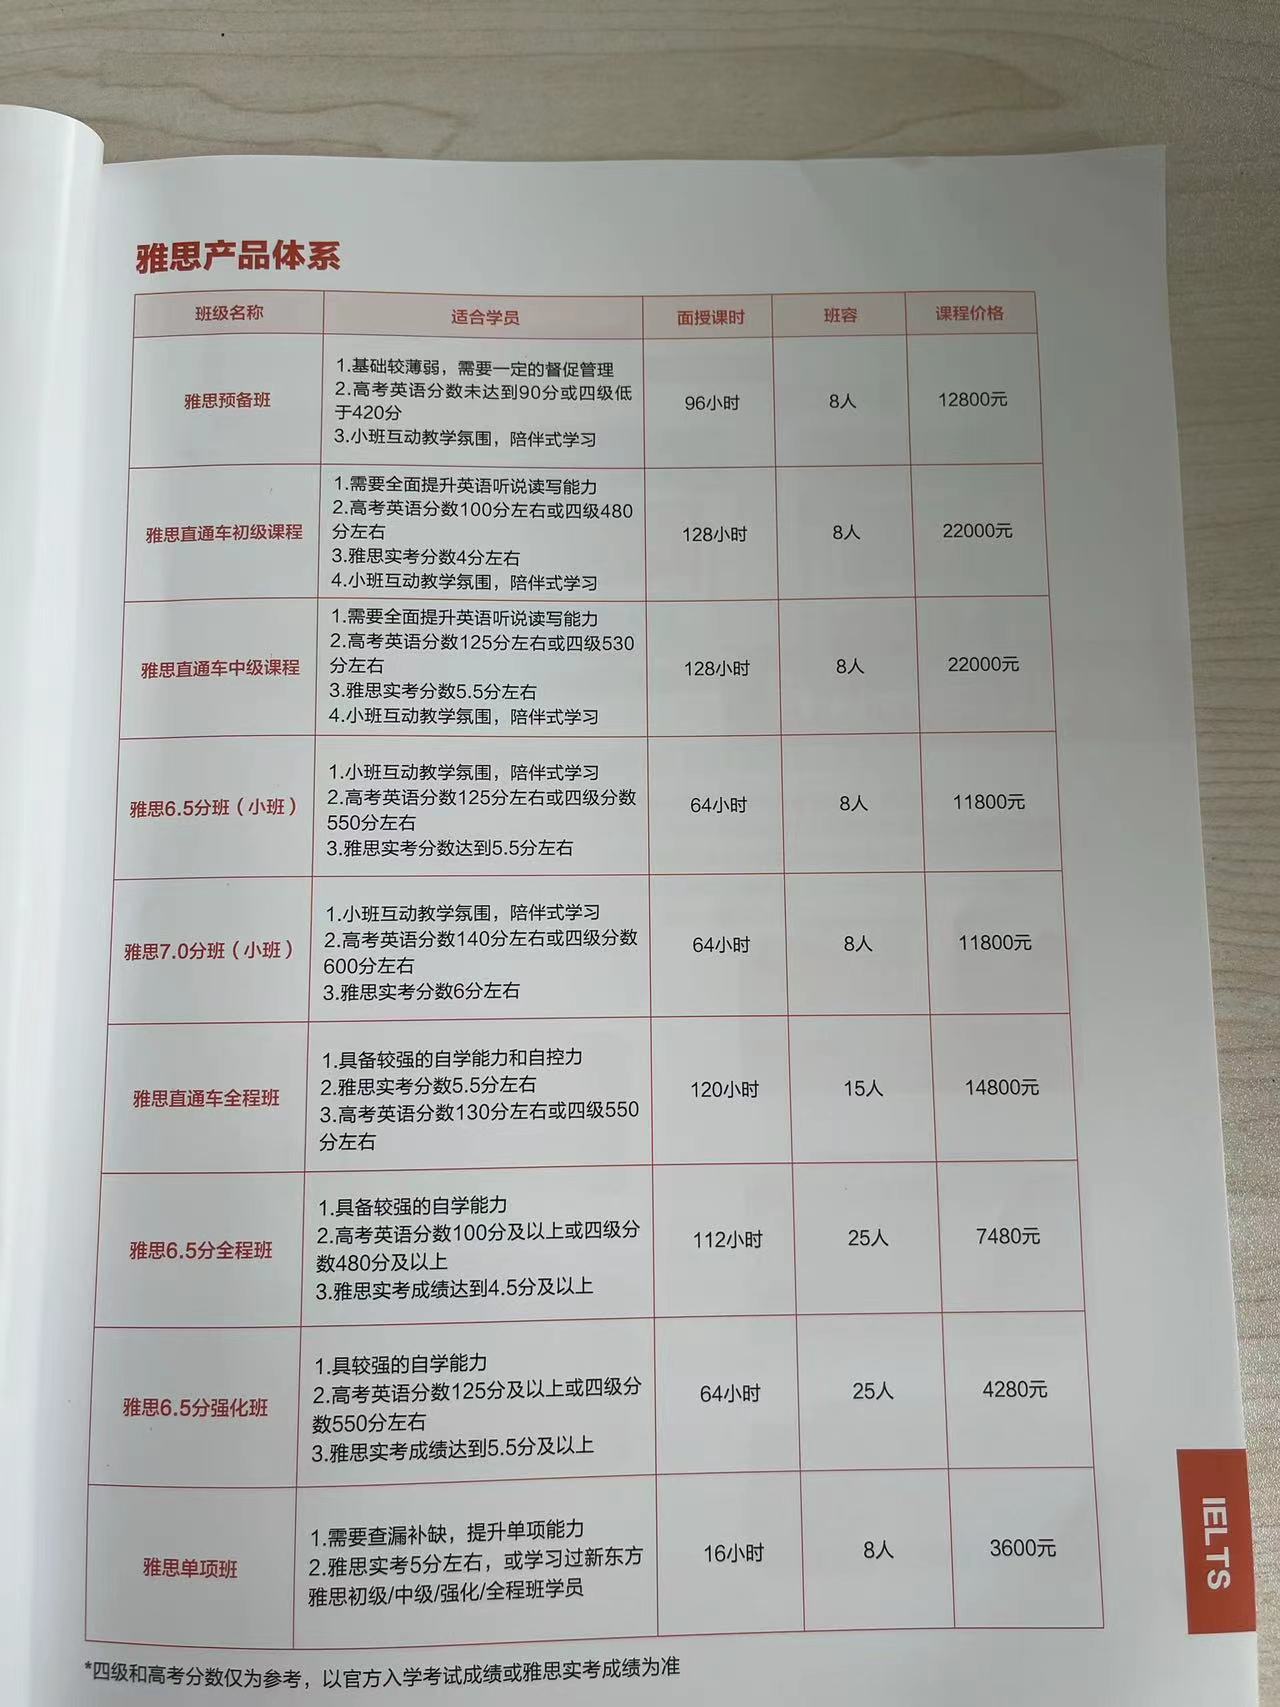 雅思产品体系
班级名称 适合学员 面授课时 班容 课程价格
1.基础较薄弱，需要一定的督促管理
2.高考英语分数未达到90分或四级低
于420分
3.小班互动教学氛围，陪伴式学习
雅思预备班 96小时 8人 12800元
1.需要全面提升英语听说读写能力
2.高考英语分数100分左右或四级480
分左右
3.雅思实考分数4分左右
4.小班互动教学氛围，陪伴式学习
雅思直通车初级课程 128小时 8人 22000元
1.需要全面提升英语听说读写能力
2.高考英语分数125分左右或四级530
分左右
3.雅思实考分数5.5分左右
4.小班互动教学氛围，陪伴式学习
雅思直通车中级课程 128小时 8人 22000元
1.小班互动教学氛围，陪伴式学习
2.高考英语分数125分左右或四级分数
550分左右
3.雅思实考分数达到5.5分左右
雅思6.5分班（小班） 64小时 8人 11800元
1.小班互动教学氛围，陪伴式学习
2.高考英语分数140分左右或四级分数
600分左右
3.雅思实考分数6分左右
雅思7.0分班（小班） 64小时 8人 11800元
1.具备较强的自学能力和自控力
2.雅思实考分数5.5分左右
3.高考英语分数130分左右或四级550
分左右
雅思直通车全程班 120小时 15人 14800元
1.具备较强的自学能力
2.高考英语分数100分及以上或四级分
数480分及以上
3.雅思实考成绩达到4.5分及以上
雅思6.5分全程班 112小时 25人 7480元
1.具较强的自学能力
2.高考英语分数125分及以上或四级分
数550分左右
3.雅思实考成绩达到5.5分及以上
雅思6.5分强化班 64小时 25人 4280元
1.需要查漏补缺，提升单项能力
2.雅思实考5分左右，或学习过新东方
雅思初级/中级/强化/全程班学员
雅思单项班 16小时 8人 3600元
*四级和高考分数仅为参考，以官方入学考试成绩或雅思实考成绩为准
IELTS